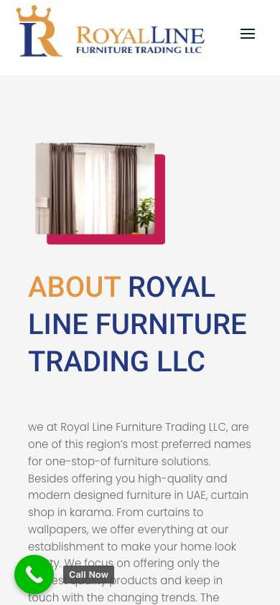 ROYALLINE
FURNITURE TRADING LLC
ABOUT ROYAL
LINE FURNITURE
TRADING LLC
we at Royal Line Furniture Trading LLC, are
one of this region's most preferred names
for one-stop-of furniture solutions.
Besides offering you high-quality and
modern designed furniture in UAE, curtain
shop in karama. From curtains to
wallpapers, we offer everything at our
establishment to make your home look
We focus on offering only the
quality products and keep in
Call Now
touch with the changing trends. The